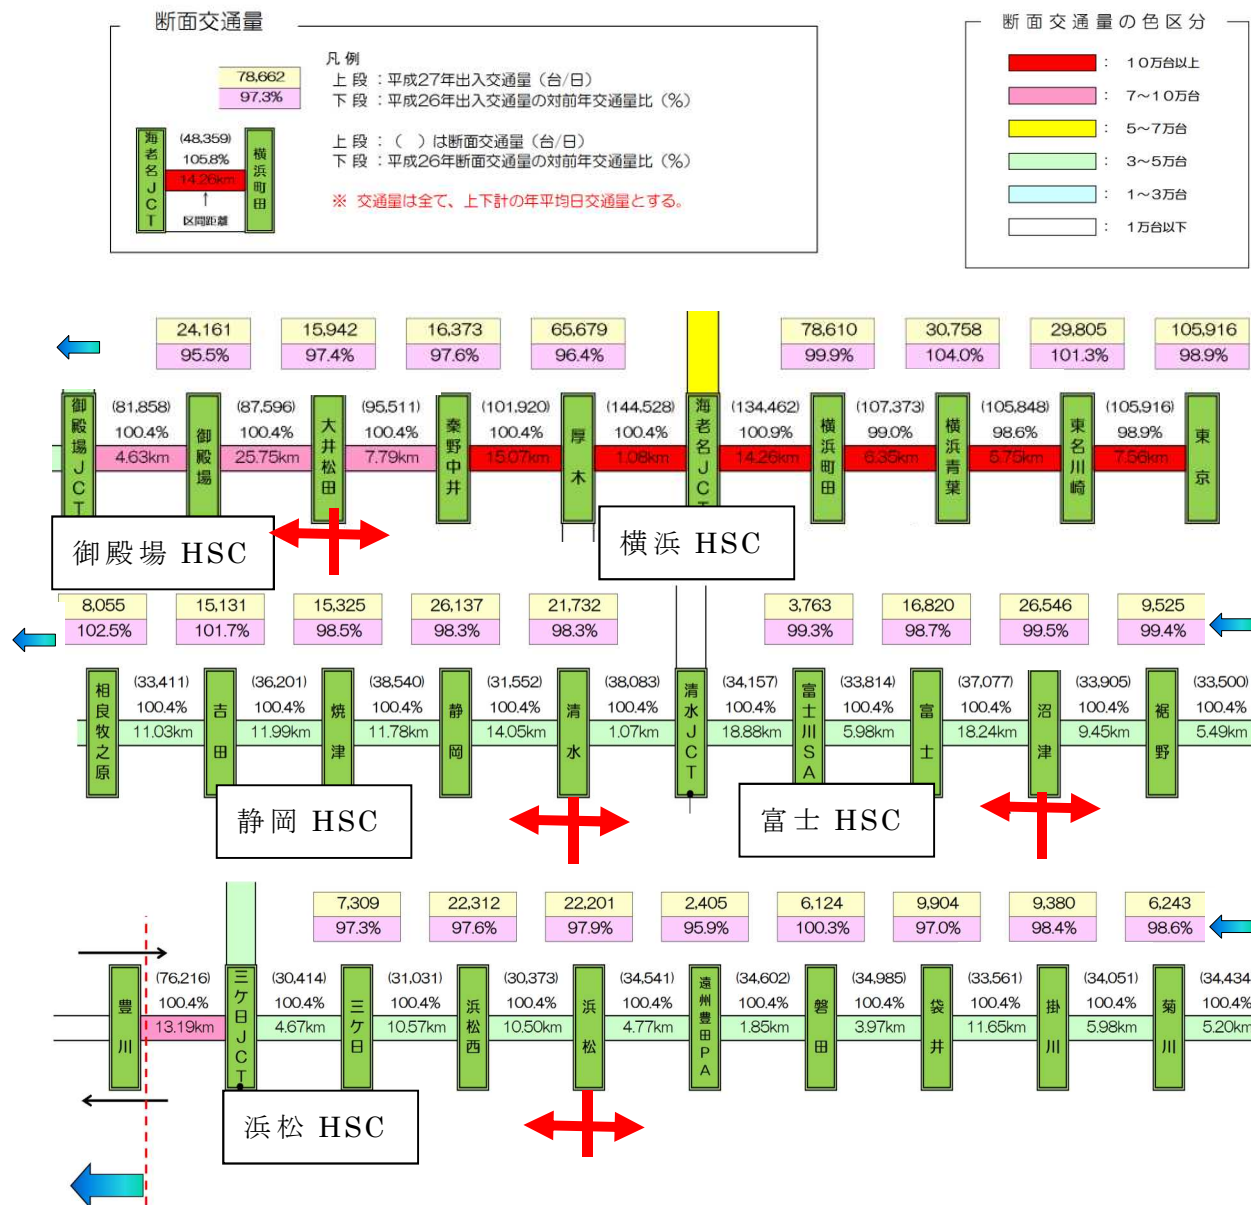 断面交通量
凡例
78,662
97.3%
上段：平成27年出入交通量（台/日）
下段：平成26年出入交通量の対前年交通量比（%）
海老名JCT
(48,359)
105.8%
14.26km
区間距離
横浜町田
上段：（ ）は断面交通量（台/日）
下段：平成26年断面交通量の対前年交通量比（%）
※ 交通量は全て、上下計の年平均日交通量とする。
断面交通量の色区分
： 10万台以上
： 7～10万台
： 5～7万台
： 3～5万台
： 1～3万台
： 1万台以下
24,161 15,942 16,373 65,679 78,610 30,758 29,805 105,916
95.5% 97.4% 97.6% 96.4% 99.9% 104.0% 101.3% 98.9%
御殿場JCT 御殿場 大井松田 秦野中井 厚木 海老名JCT 横浜町田 横浜青葉 東名川崎 東京
(81,858) (87,596) (95,511) (101,920) (144,528) (134,462) (107,373) (105,848) (105,916)
100.4% 100.4% 100.4% 100.4% 100.4% 100.9% 99.0% 98.6% 98.9%
4.63km 25.75km 7.79km 15.07km 1.08km 14.26km 6.35km 5.75km 7.56km
御殿場 HSC 横浜 HSC
8,055 15,131 15,325 26,137 21,732 3,763 16,820 26,546 9,525
102.5% 101.7% 98.5% 98.3% 98.3% 99.3% 98.7% 99.5% 99.4%
相良牧之原 吉田 焼津 静岡 清水 清水JCT 富士川SA 富士 沼津 裾野
(33,411) (36,201) (38,540) (31,552) (38,083) (34,157) (33,814) (37,077) (33,905) (33,500)
100.4% 100.4% 100.4% 100.4% 100.4% 100.4% 100.4% 100.4% 100.4% 100.4%
11.03km 11.99km 11.78km 14.05km 1.07km 18.88km 5.98km 18.24km 9.45km 5.49km
静岡 HSC 富士 HSC
7,309 22,312 22,201 2,405 6,124 9,904 9,380 6,243
97.3% 97.6% 97.9% 95.9% 100.3% 97.0% 98.4% 98.6%
豊川 三ケ日JCT 三ケ日 浜松西 浜松 遠州豊田PA 磐田 袋井 掛川 菊川
(76,216) (30,414) (31,031) (30,373) (34,541) (34,602) (34,985) (33,561) (34,051) (34,434
100.4% 100.4% 100.4% 100.4% 100.4% 100.4% 100.4% 100.4% 100.4% 100.4%
13.19km 4.67km 10.57km 10.50km 4.77km 1.85km 3.97km 11.65km 5.98km 5.20km
浜松 HSC